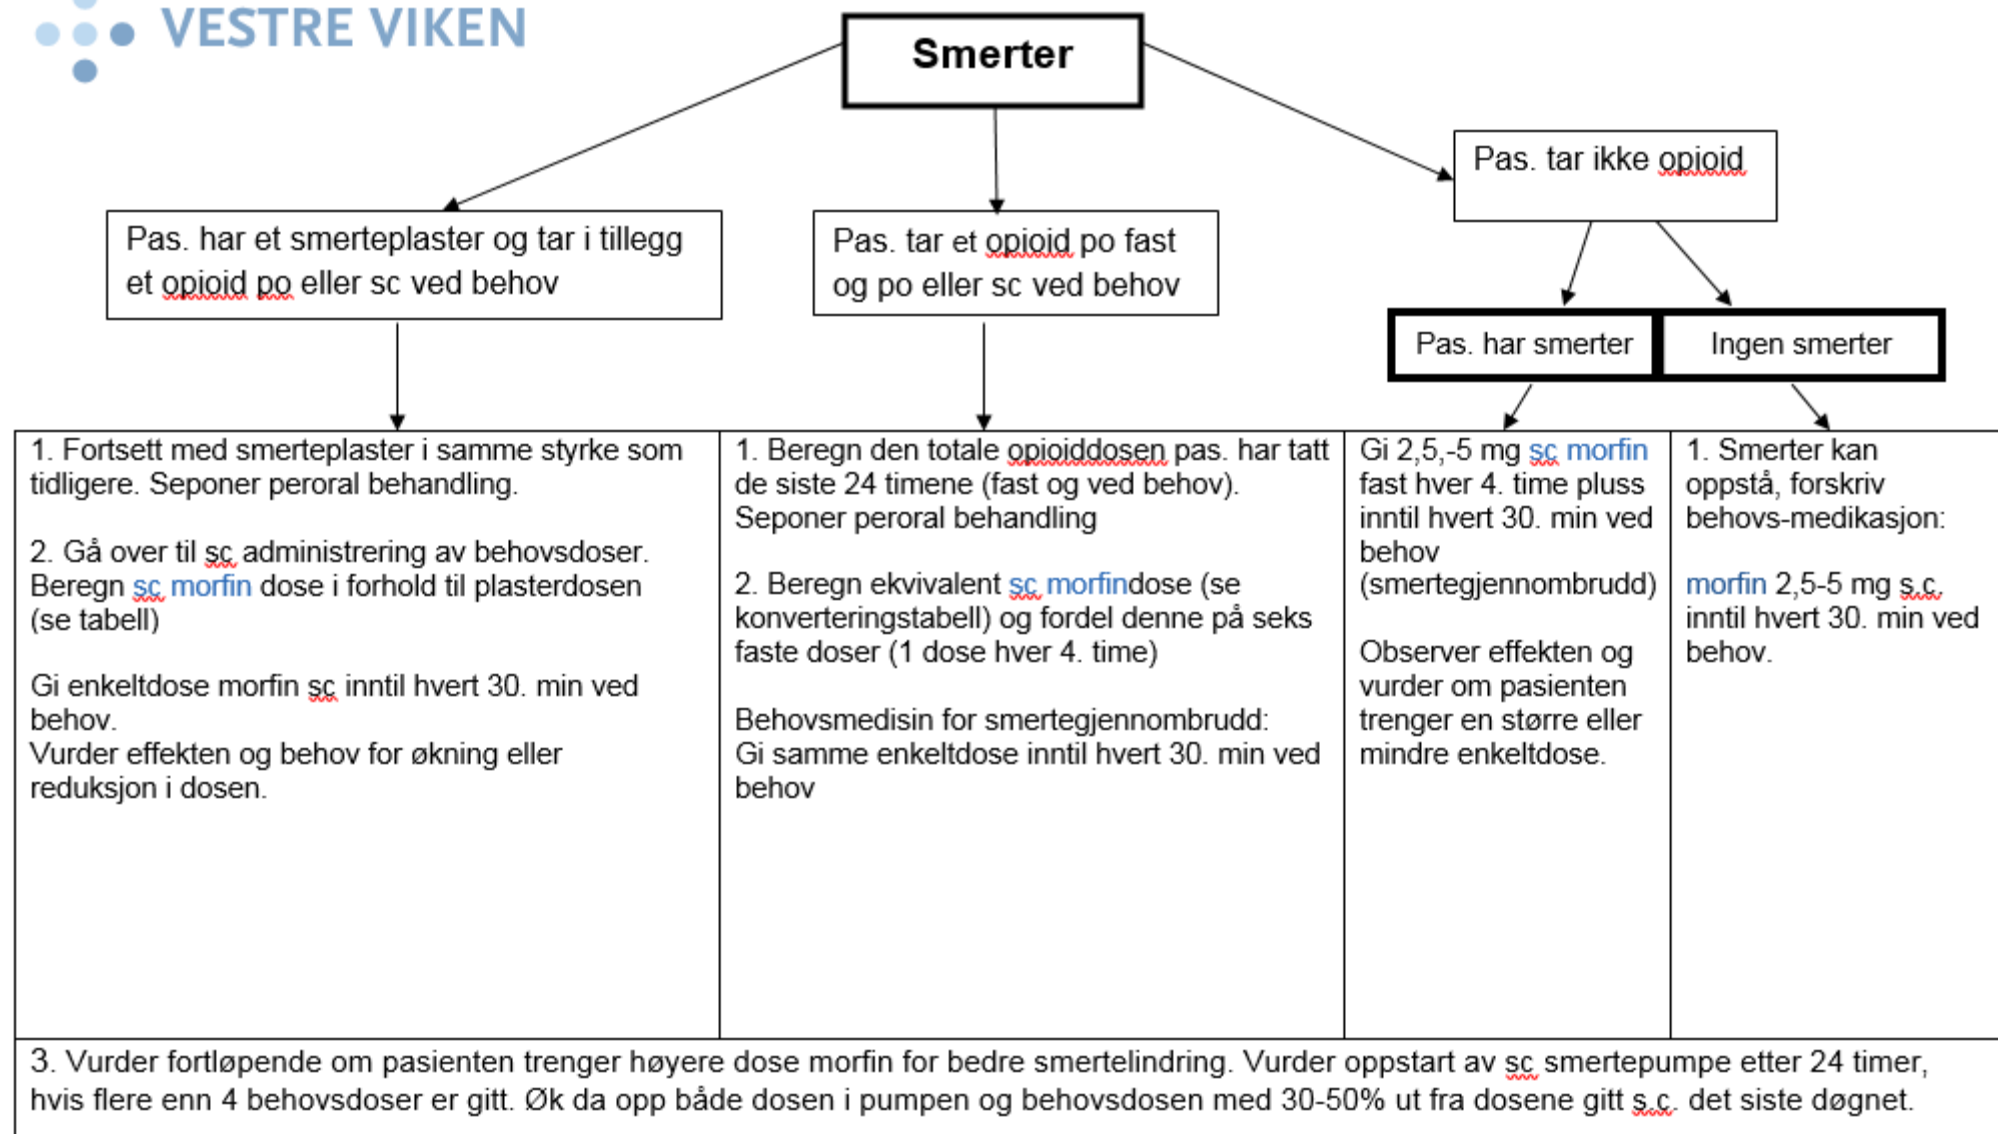 VESTRE VIKEN
Smerter
Pas. tar ikke opioid
Pas. har et smerteplaster og tar i tillegg
et opioid po eller sc ved behov
Pas. tar et opioid po fast
og po eller sc ved behov
Pas. har smerter
Ingen smerter
1. Fortsett med smerteplaster i samme styrke som
tidligere. Seponer peroral behandling.
2. Gå over til sc administrering av behovsdoser.
Beregn sc morfin dose i forhold til plasterdosen
(se tabell)
Gi enkeltdose morfin sc inntil hvert 30. min ved
behov.
Vurder effekten og behov for økning eller
reduksjon i dosen.
1. Beregn den totale opioiddosen pas. har tatt
de siste 24 timene (fast og ved behov).
Seponer peroral behandling
2. Beregn ekvivalent sc morfindose (se
konverteringstabell) og fordel denne på seks
faste doser (1 dose hver 4. time)
Behovsmedisin for smertegjennombrudd:
Gi samme enkeltdose inntil hvert 30. min ved
behov
Gi 2,5,-5 mg sc morfin
fast hver 4. time pluss
inntil hvert 30. min ved
behov
(smertegjennombrudd)
Observer effekten og
vurder om pasienten
trenger en større eller
mindre enkeltdose.
1. Smerter kan
oppstå, forskriv
behovs-medikasjon:
morfin 2,5-5 mg s.c.
inntil hvert 30. min ved
behov.
3. Vurder fortløpende om pasienten trenger høyere dose morfin for bedre smertelindring. Vurder oppstart av sc smertepumpe etter 24 timer,
hvis flere enn 4 behovsdoser er gitt. Øk da opp både dosen i pumpen og behovsdosen med 30-50% ut fra dosene gitt s.c. det siste døgnet.